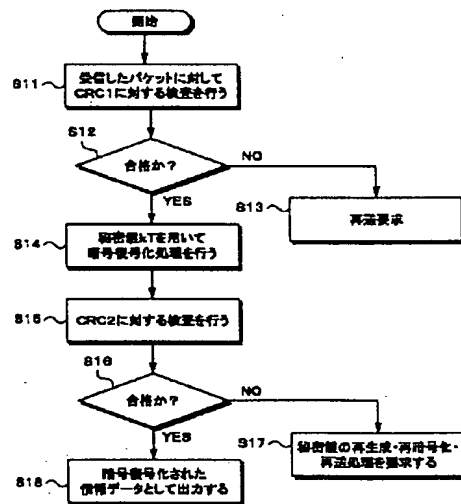 開始
S11
受信したパケットに対して
CRC1に対する検査を行う
S12
合格か?
NO
YES
S13
再送要求
S14
秘密鍵kTを用いて
暗号復号化処理を行う
S15
CRC2に対する検査を行う
S16
合格か?
NO
YES
S17
秘密鍵の再生成・再暗号化・
再送処理を要求する
S18
暗号復号化された
情報データとして出力する